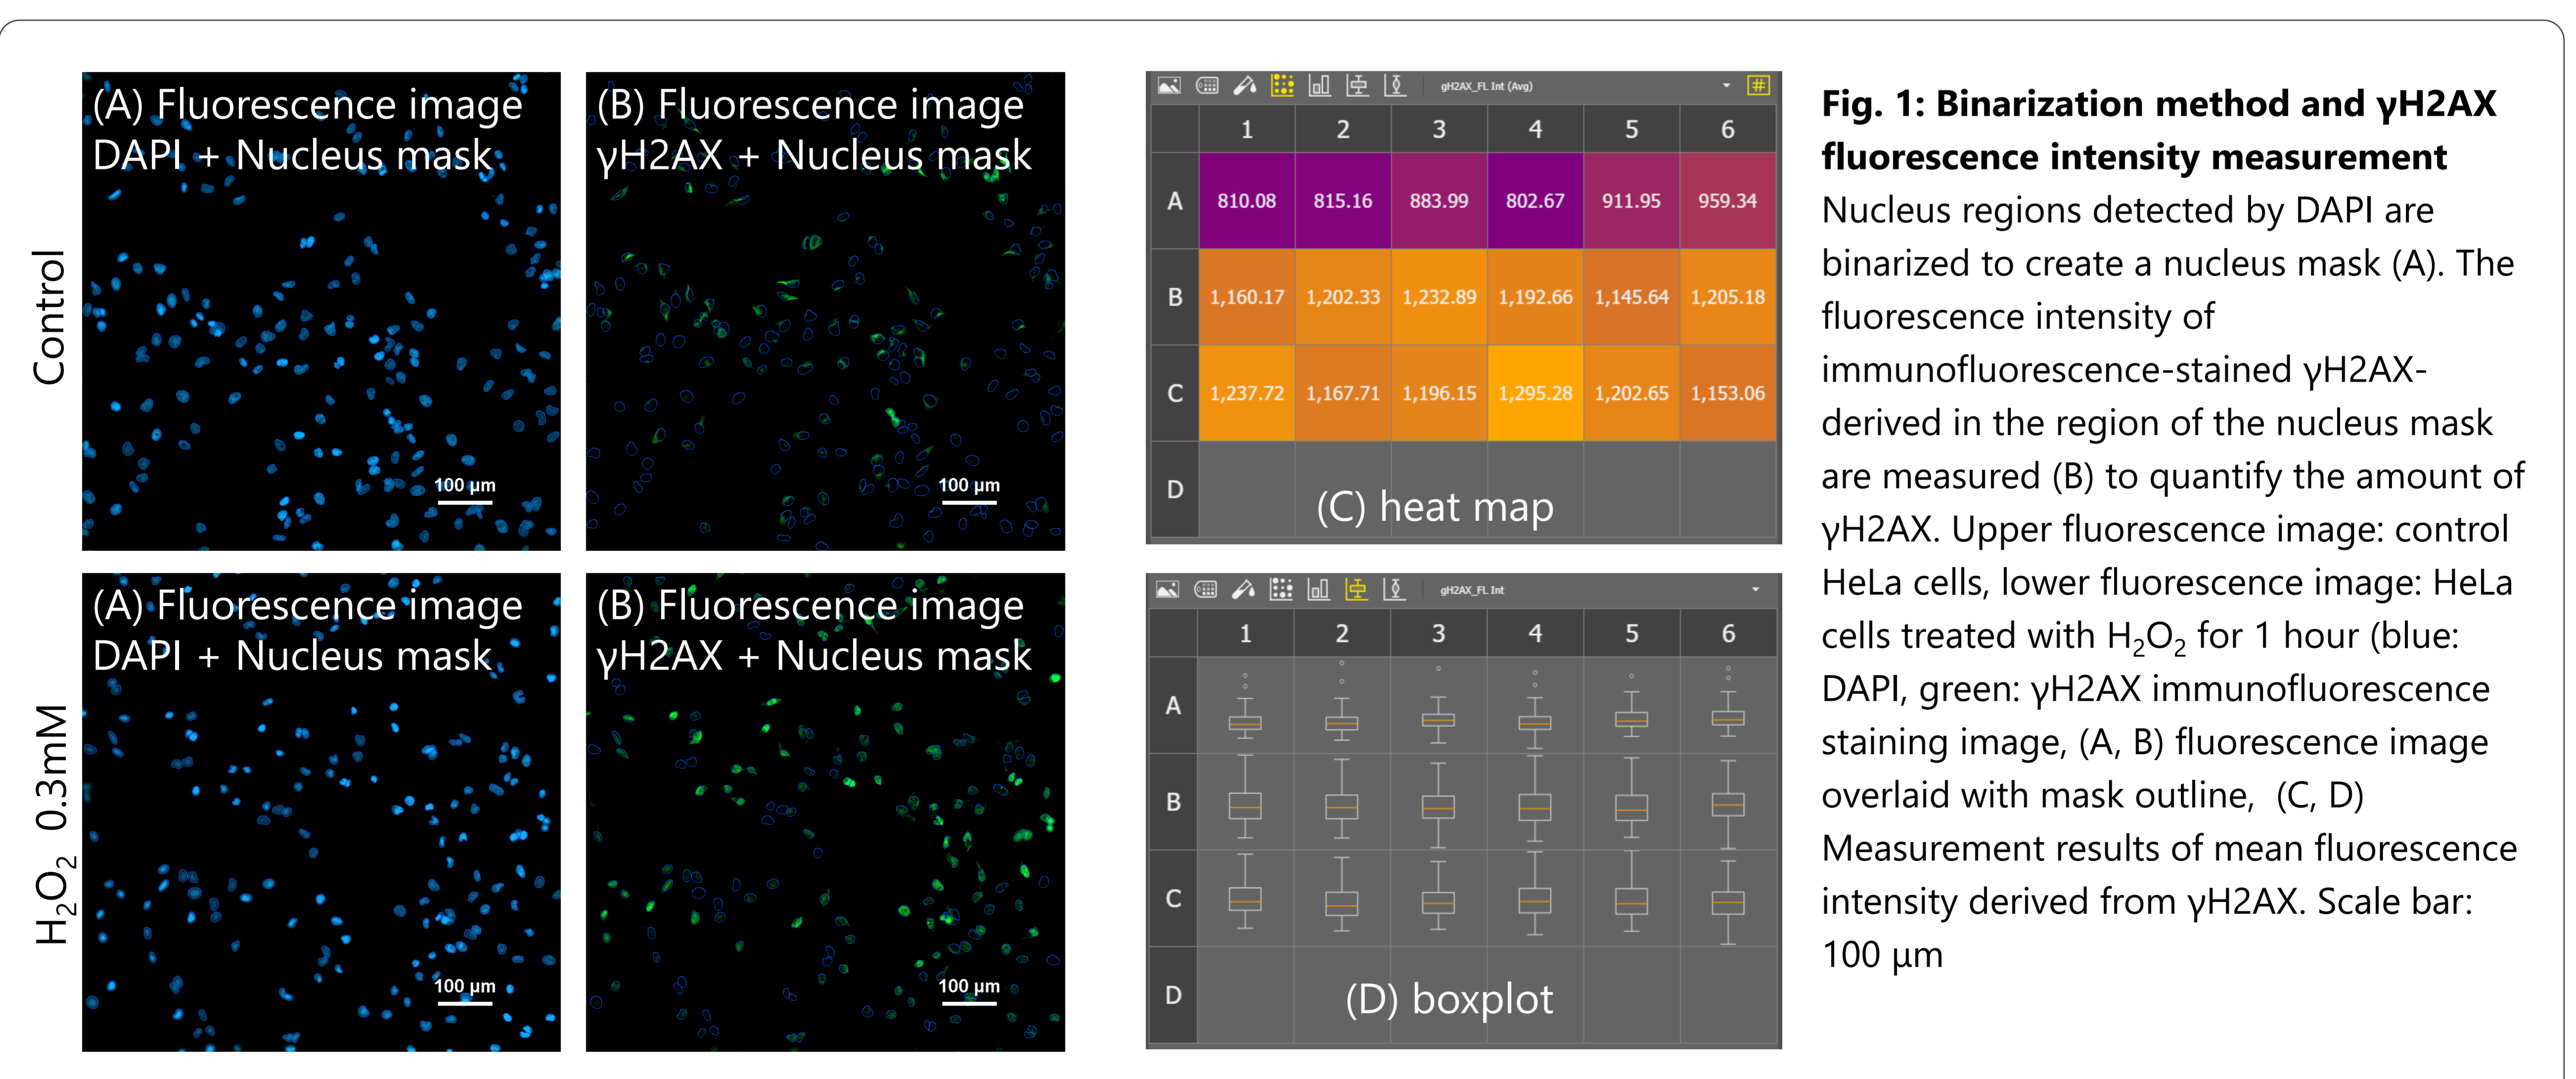 Control
(A) Fluorescence image
DAPI + Nucleus mask
100 μm
(B) Fluorescence image
γH2AX + Nucleus mask
100 μm
H₂O₂ 0.3mM
(A) Fluorescence image
DAPI + Nucleus mask
100 μm
(B) Fluorescence image
γH2AX + Nucleus mask
100 μm
gH2AX_FL Int (Avg) #
1 2 3 4 5 6
A 810.08 815.16 883.99 802.67 911.95 959.34
B 1,160.17 1,202.33 1,232.89 1,192.66 1,145.64 1,205.18
C 1,237.72 1,167.71 1,196.15 1,295.28 1,202.65 1,153.06
D
(C) heat map
gH2AX_FL Int
1 2 3 4 5 6
A
B
C
D
(D) boxplot
Fig. 1: Binarization method and γH2AX
fluorescence intensity measurement
Nucleus regions detected by DAPI are
binarized to create a nucleus mask (A). The
fluorescence intensity of
immunofluorescence-stained γH2AX-
derived in the region of the nucleus mask
are measured (B) to quantify the amount of
γH2AX. Upper fluorescence image: control
HeLa cells, lower fluorescence image: HeLa
cells treated with H₂O₂ for 1 hour (blue:
DAPI, green: γH2AX immunofluorescence
staining image, (A, B) fluorescence image
overlaid with mask outline, (C, D)
Measurement results of mean fluorescence
intensity derived from γH2AX. Scale bar:
100 μm